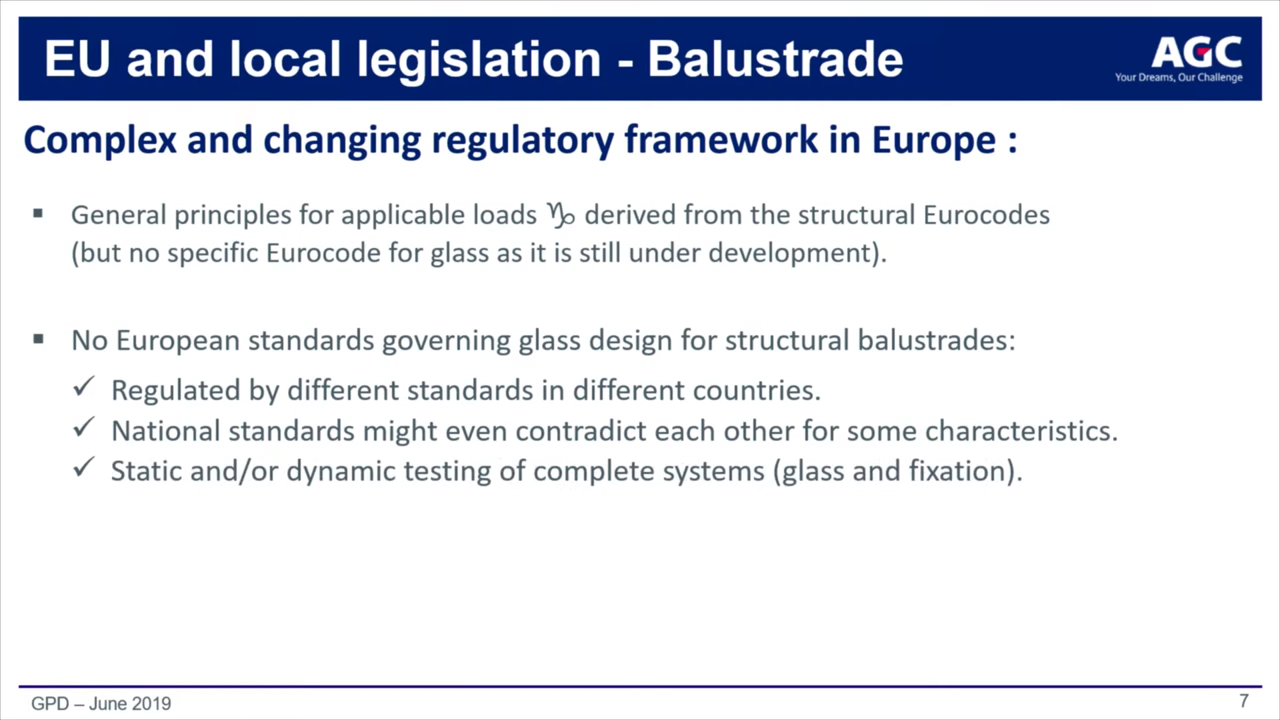 EU and local legislation - Balustrade
AGC
Your Dreams, Our Challenge
Complex and changing regulatory framework in Europe :
▪ General principles for applicable loads ♑ derived from the structural Eurocodes
(but no specific Eurocode for glass as it is still under development).
▪ No European standards governing glass design for structural balustrades:
✓ Regulated by different standards in different countries.
✓ National standards might even contradict each other for some characteristics.
✓ Static and/or dynamic testing of complete systems (glass and fixation).
GPD – June 2019
7